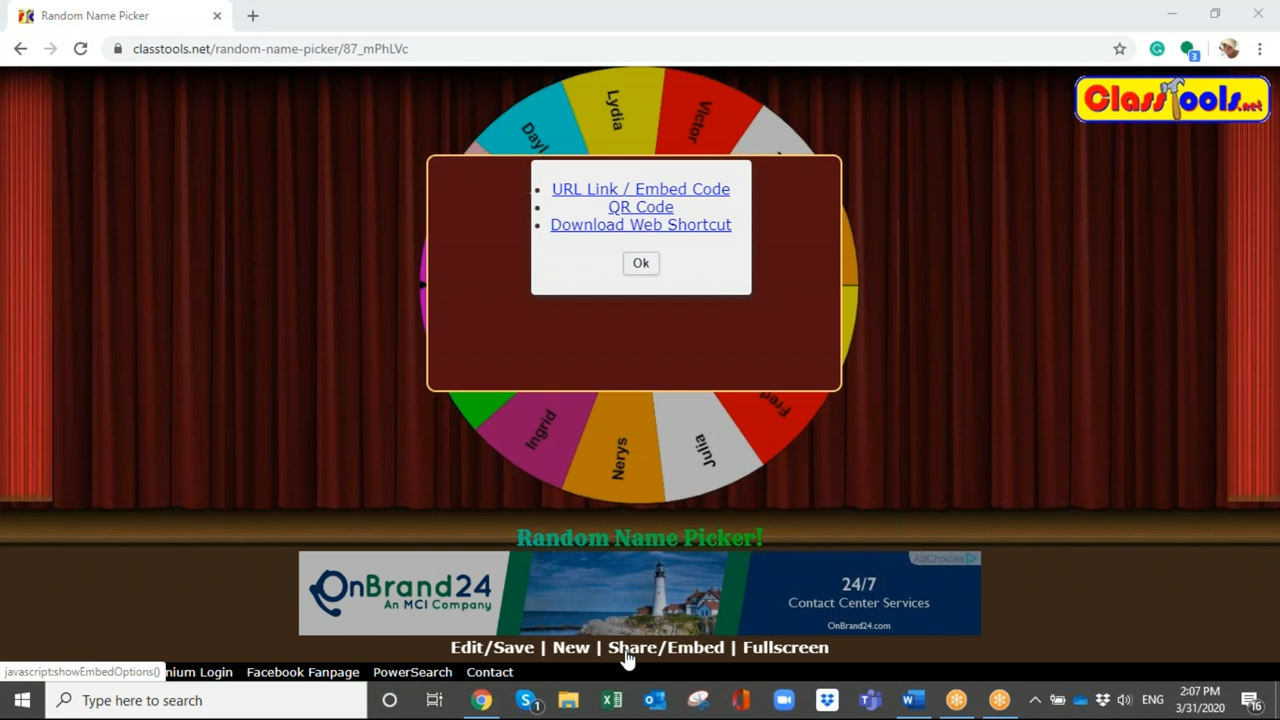 Random Name Picker
classtools.net/random-name-picker/87_mPhLVc
3
ClassTools.net
Dayl
Lydia
Victor
URL Link / Embed Code
QR Code
Download Web Shortcut
Ok
Ingrid
Nerys
Julia
Fred
Random Name Picker!
OnBrand24
An MCI Company
AdChoices
24/7
Contact Center Services
OnBrand24.com
Edit/Save | New | Share/Embed | Fullscreen
javascript:showEmbedOptions()
nium Login
Facebook Fanpage
PowerSearch
Contact
Type here to search
1
ENG
2:07 PM
3/31/2020
16